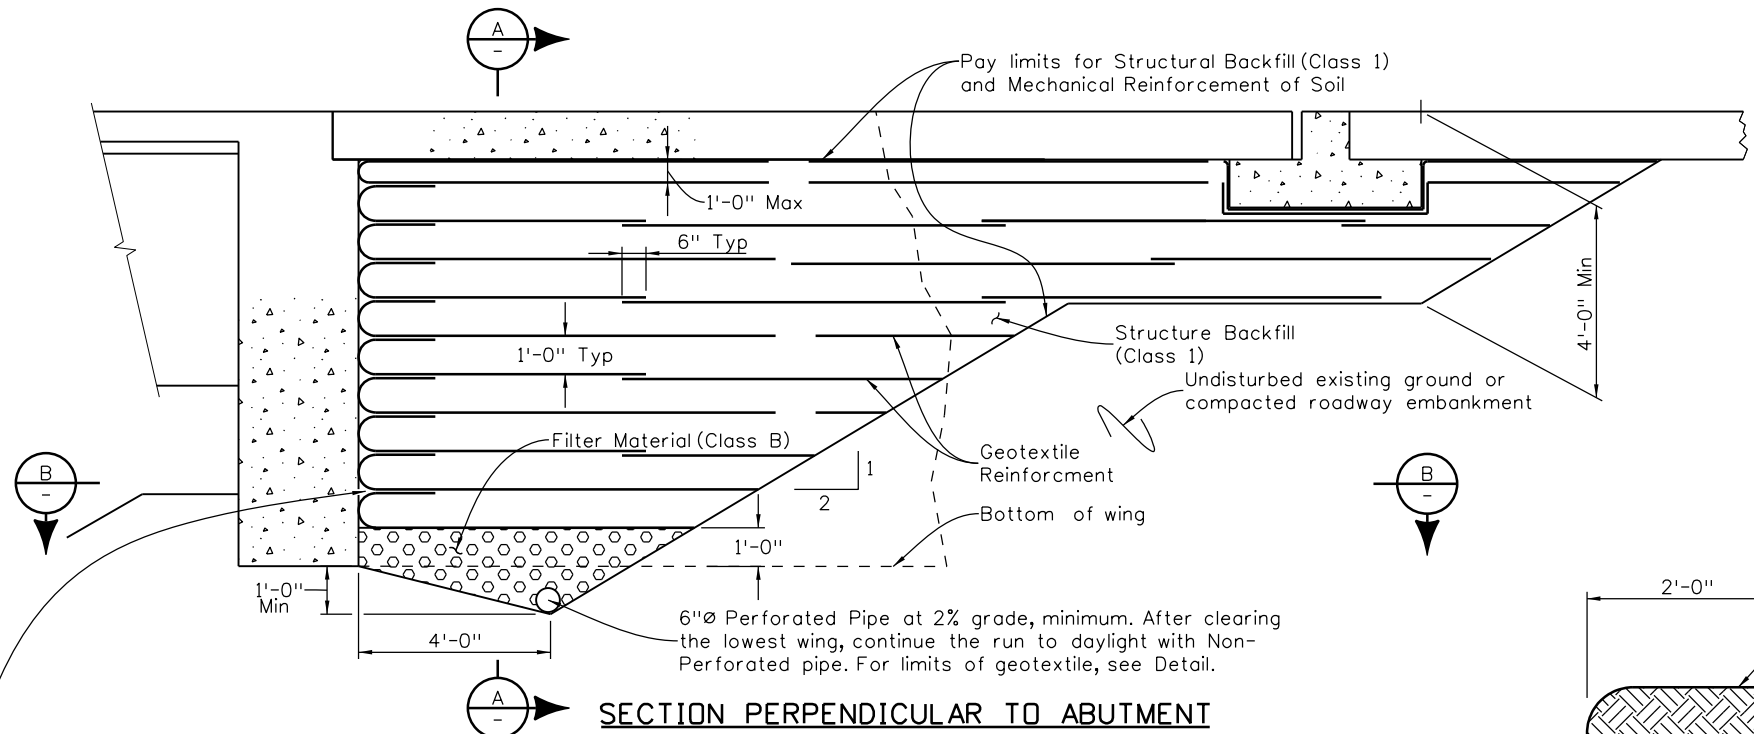 A
-
Pay limits for Structural Backfill (Class 1)
and Mechanical Reinforcement of Soil
1'-0" Max
6" Typ
4'-0" Min
1'-0" Typ
Structure Backfill
(Class 1)
Undisturbed existing ground or
compacted roadway embankment
Filter Material (Class B)
Geotextile
Reinforcment
1
2
B
-
B
-
Bottom of wing
1'-0"
1'-0"
Min
2'-0"
4'-0"
6"Ø Perforated Pipe at 2% grade, minimum. After clearing
the lowest wing, continue the run to daylight with Non-
Perforated pipe. For limits of geotextile, see Detail.
A
-
SECTION PERPENDICULAR TO ABUTMENT